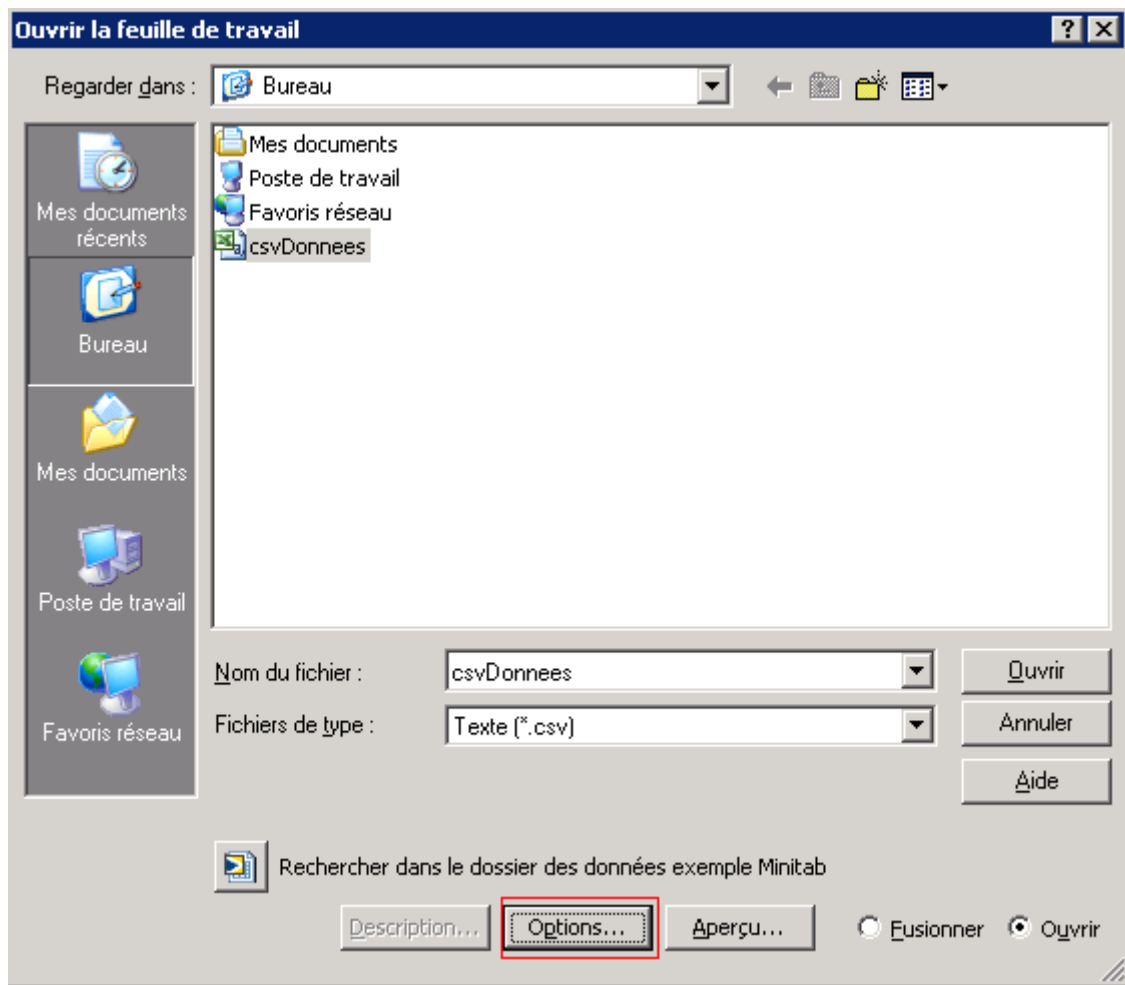 Ouvrir la feuille de travail
Regarder dans :
Bureau
Mes documents récents
Bureau
Mes documents
Poste de travail
Favoris réseau
Mes documents
Poste de travail
Favoris réseau
csvDonnees
Nom du fichier :
csvDonnees
Ouvrir
Fichiers de type :
Texte (*.csv)
Annuler
Aide
Rechercher dans le dossier des données exemple Minitab
Description...
Options...
Aperçu...
Fusionner
Ouvrir